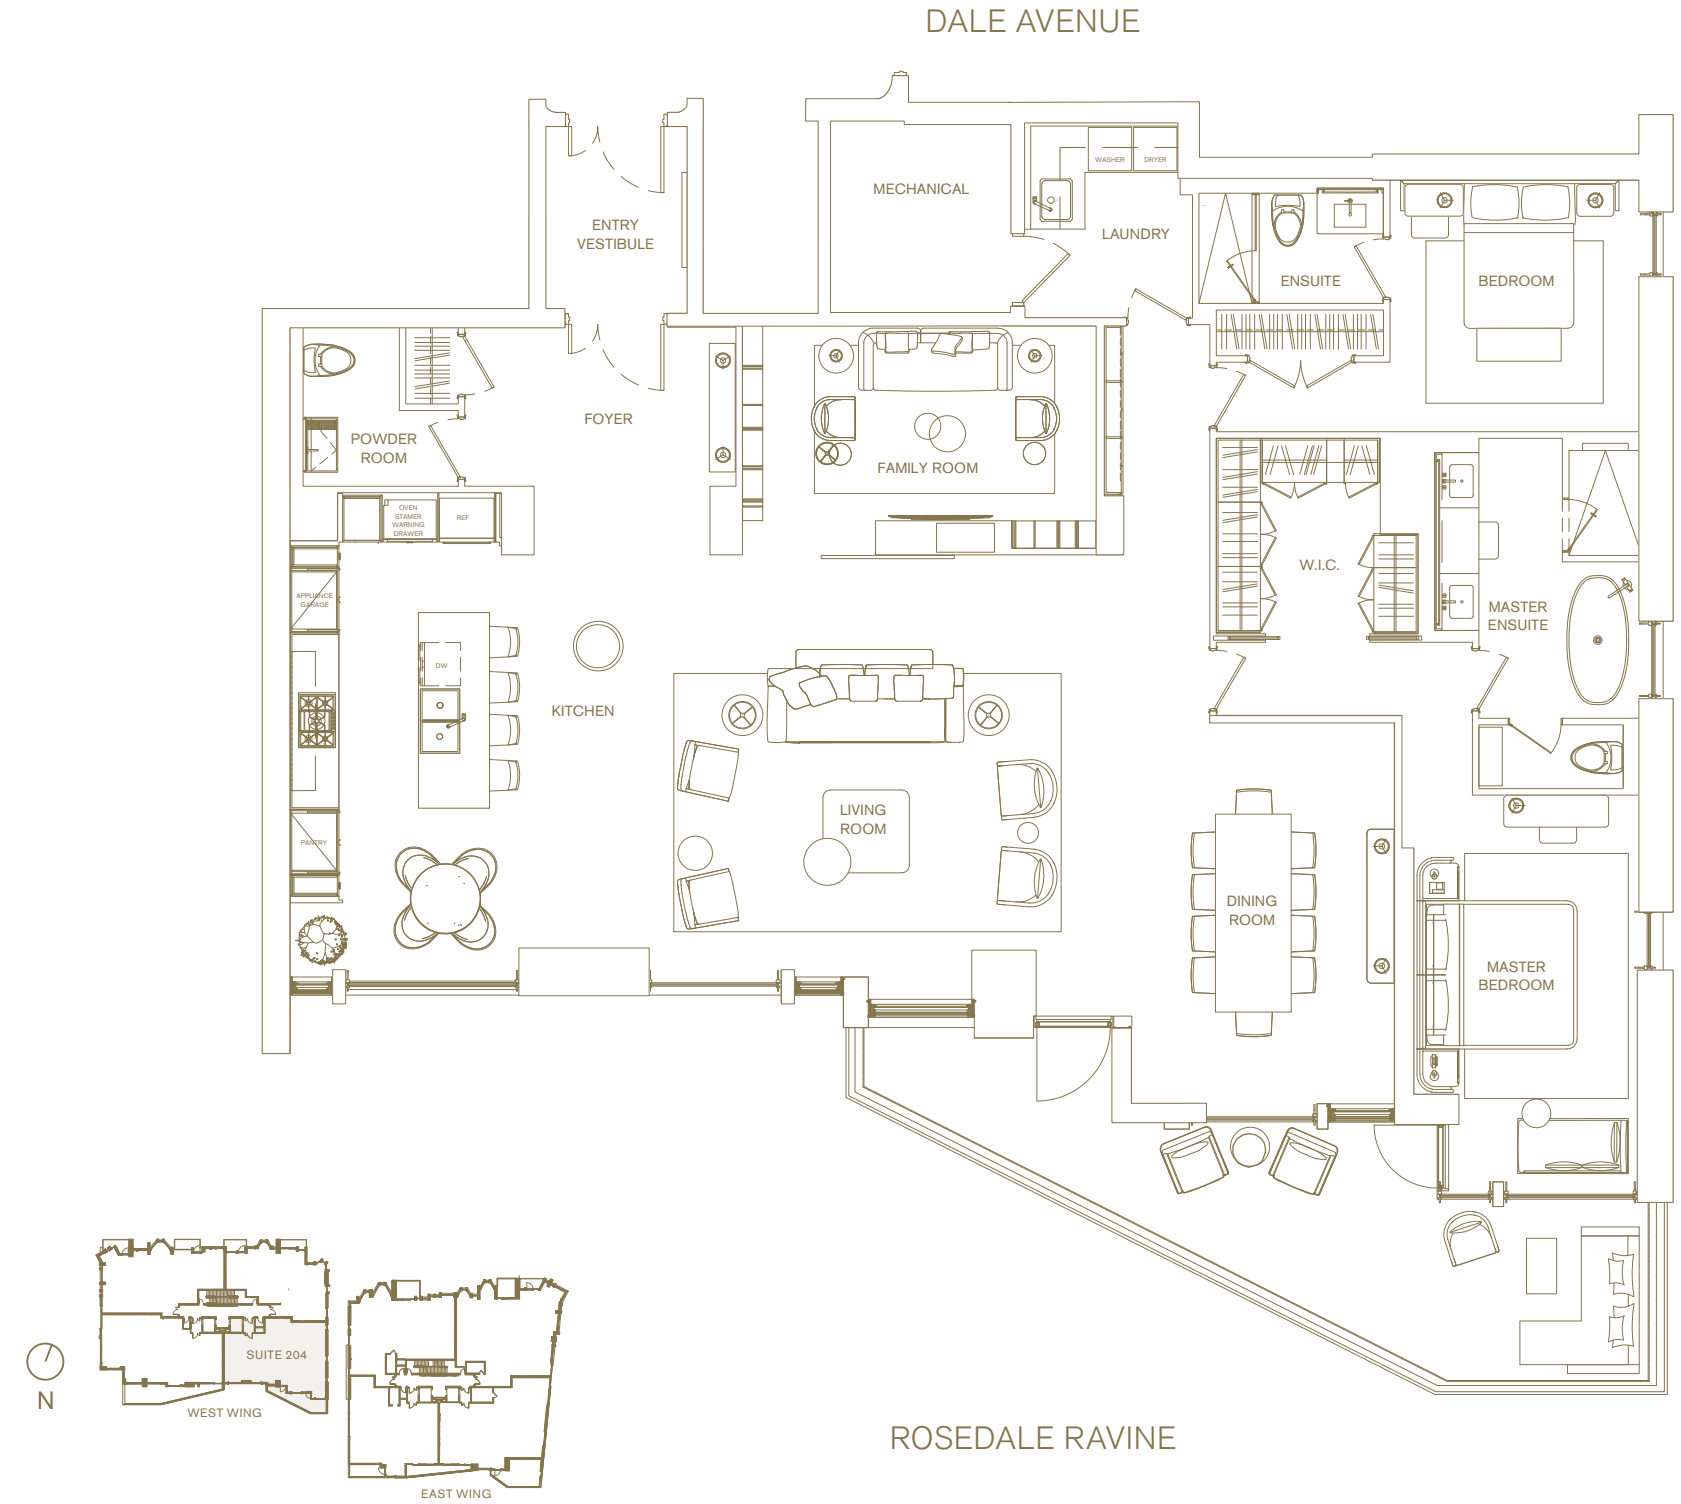 DALE AVENUE
MECHANICAL
WASHER
DRYER
ENTRY
VESTIBULE
LAUNDRY
ENSUITE
BEDROOM
FOYER
POWDER
ROOM
FAMILY ROOM
OVEN
STAMER
WARNING
DRAWER
REF
APPLIANCE
GARAGE
W.I.C.
MASTER
ENSUITE
DW
KITCHEN
LIVING
ROOM
PANTRY
DINING
ROOM
MASTER
BEDROOM
SUITE 204
WEST WING
N
EAST WING
ROSEDALE RAVINE